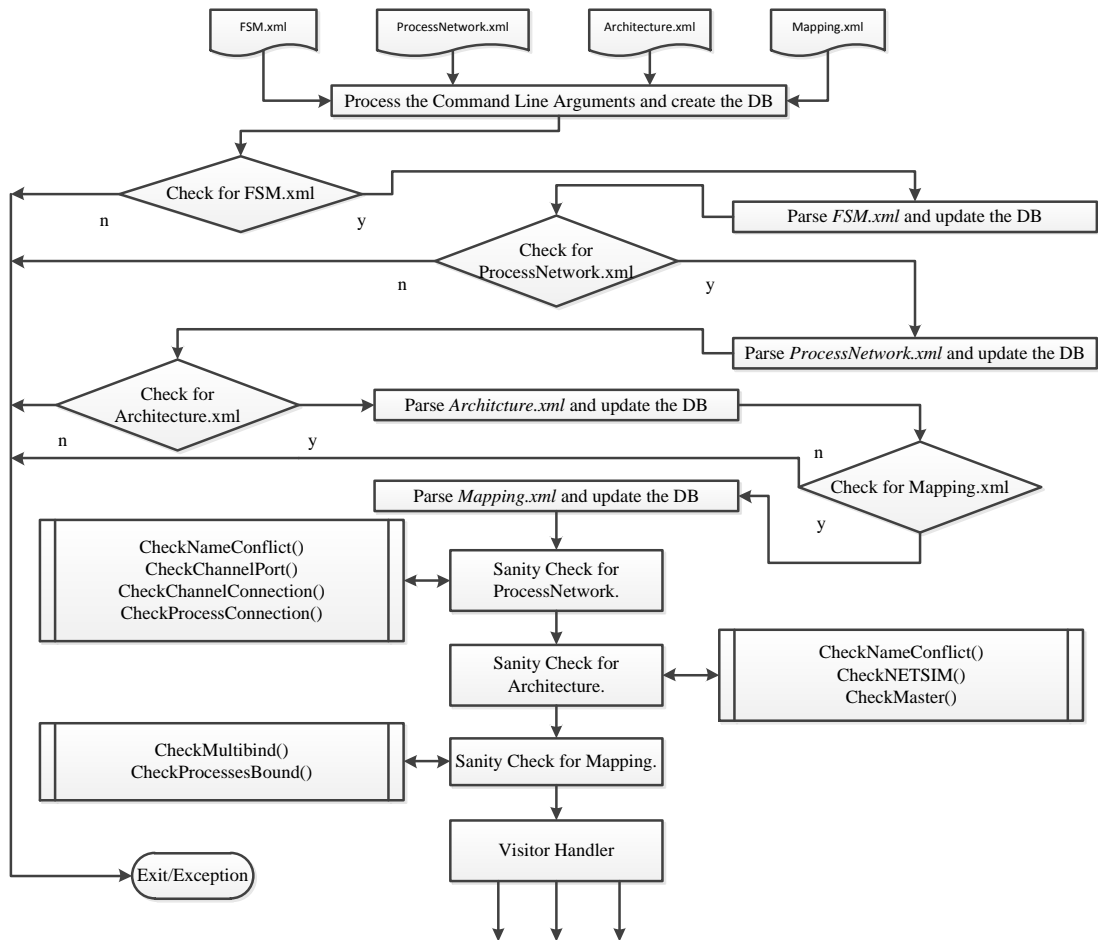 FSM.xml
ProcessNetwork.xml
Architecture.xml
Mapping.xml
Process the Command Line Arguments and create the DB
Check for FSM.xml
n
y
Parse FSM.xml and update the DB
Check for
ProcessNetwork.xml
n
y
Parse ProcessNetwork.xml and update the DB
Check for
Architecture.xml
n
y
Parse Architcture.xml and update the DB
n
Check for Mapping.xml
y
Parse Mapping.xml and update the DB
CheckNameConflict()
CheckChannelPort()
CheckChannelConnection()
CheckProcessConnection()
Sanity Check for
ProcessNetwork.
Sanity Check for
Architecture.
CheckNameConflict()
CheckNETSIM()
CheckMaster()
CheckMultibind()
CheckProcessesBound()
Sanity Check for Mapping.
Visitor Handler
Exit/Exception